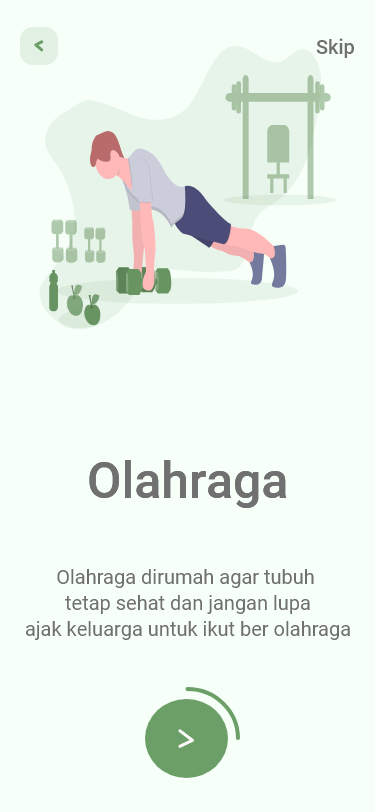 Skip
Olahraga
Olahraga dirumah agar tubuh
tetap sehat dan jangan lupa
ajak keluarga untuk ikut ber olahraga